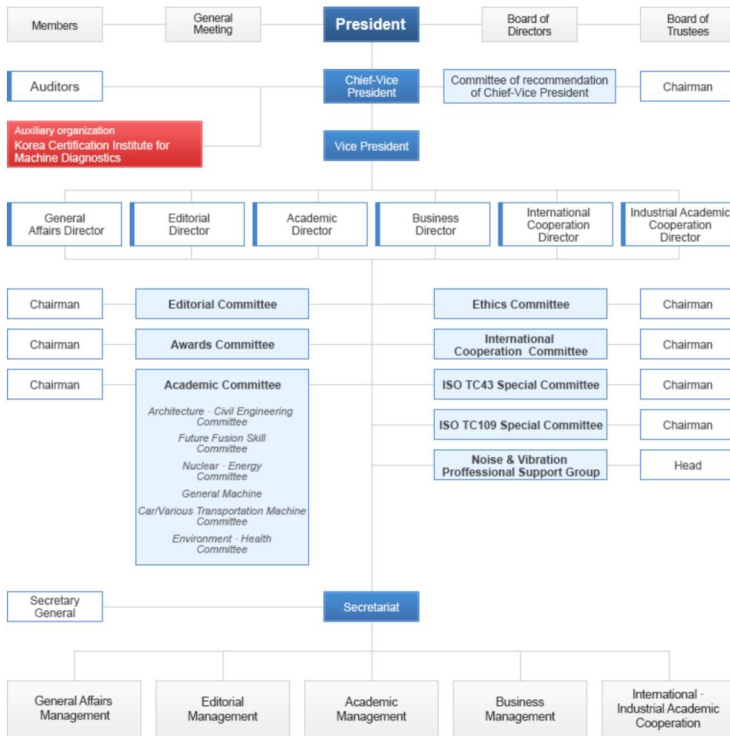 Members
General
Meeting
President
Board of
Directors
Board of
Trustees
Auditors
Chief-Vice
President
Committee of recommendation
of Chief-Vice President
Chairman
Auxiliary organization
Korea Certification Institute for
Machine Diagnostics
Vice President
General
Affairs Director
Editorial
Director
Academic
Director
Business
Director
International
Cooperation
Director
Industrial Academic
Cooperation
Director
Chairman
Editorial Committee
Ethics Committee
Chairman
Chairman
Awards Committee
International
Cooperation Committee
Chairman
Chairman
Academic Committee
ISO TC43 Special Committee
Chairman
Architecture · Civil Engineering
Committee
Future Fusion Skill
Committee
Nuclear · Energy
Committee
General Machine
Car/Various Transportation Machine
Committee
Environment · Health
Committee
ISO TC109 Special Committee
Chairman
Noise & Vibration
Proffessional Support Group
Head
Secretary
General
Secretariat
General Affairs
Management
Editorial
Management
Academic
Management
Business
Management
International ·
Industrial Academic
Cooperation